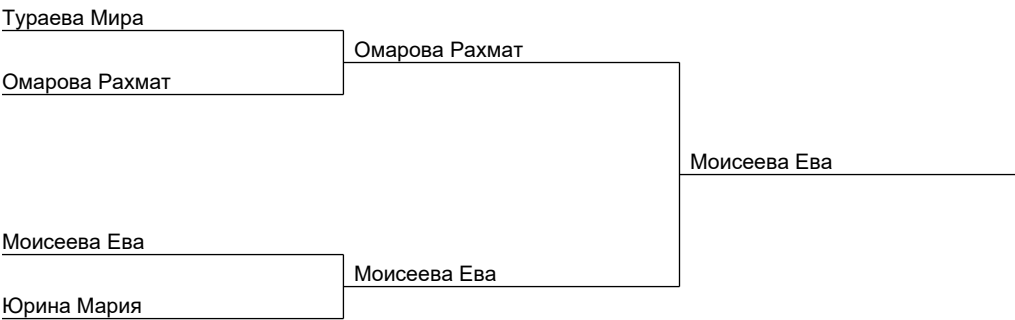 Тураева Мира
Омарова Рахмат
Омарова Рахмат
Моисеева Ева
Моисеева Ева
Моисеева Ева
Юрина Мария